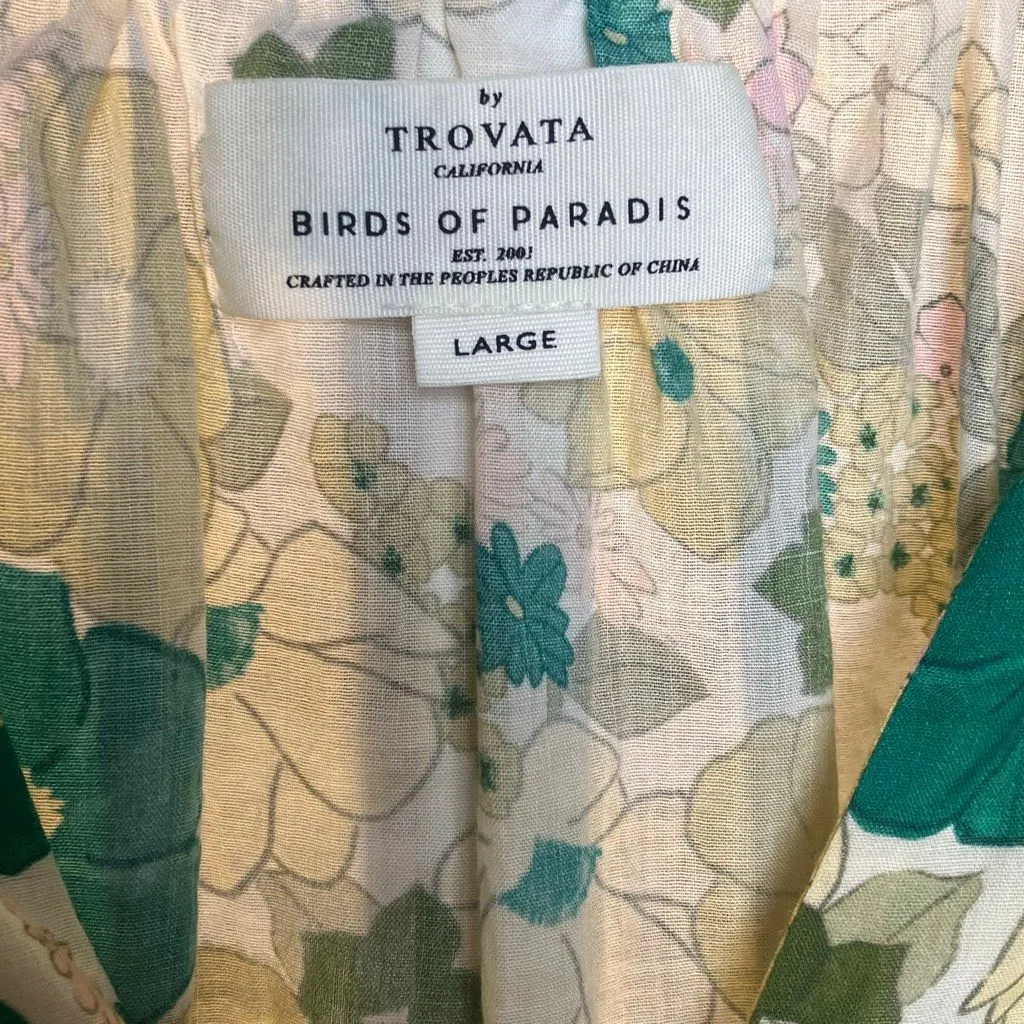 by
TROVATA
CALIFORNIA
BIRDS OF PARADIS
EST. 2001
CRAFTED IN THE PEOPLES REPUBLIC OF CHINA
LARGE